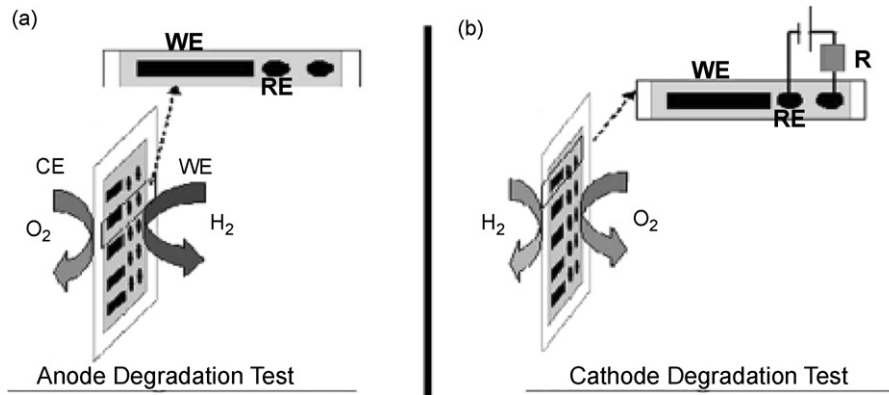 (a)
WE
RE
CE
WE
O₂
H₂
Anode Degradation Test
(b)
R
WE
RE
H₂
O₂
Cathode Degradation Test